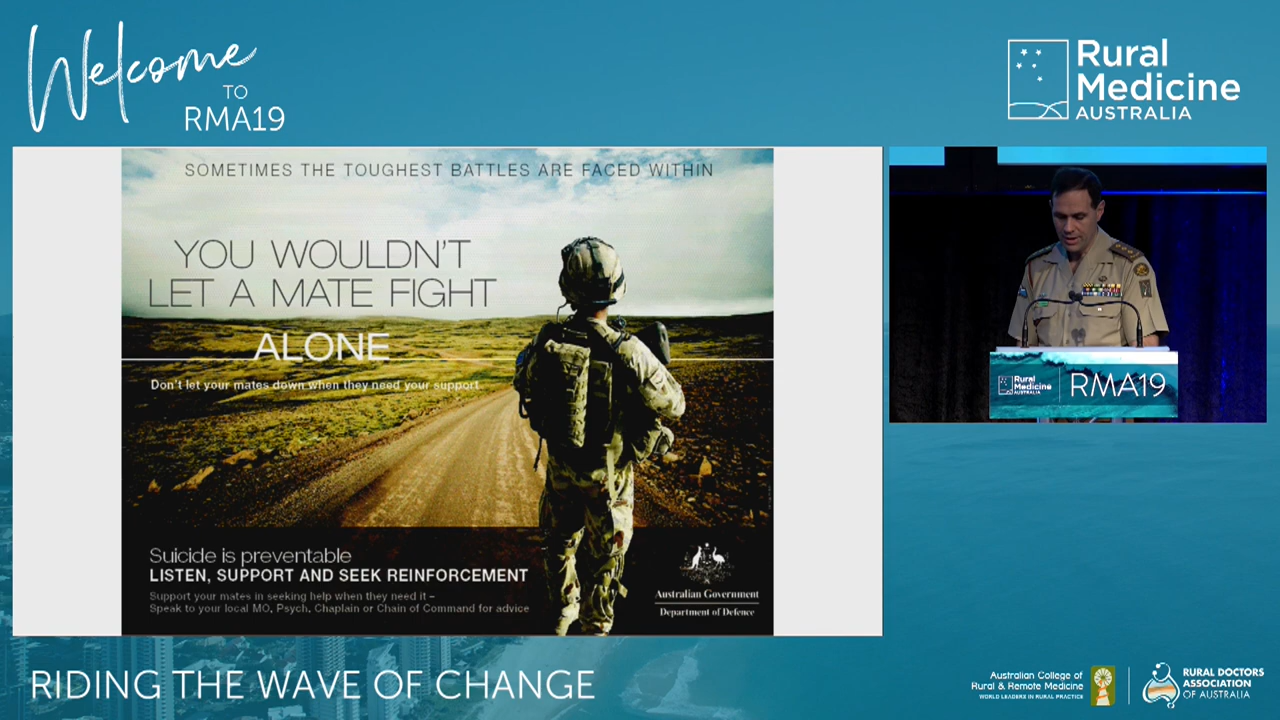 Welcome
TO
RMA19
Rural
Medicine
AUSTRALIA
SOMETIMES THE TOUGHEST BATTLES ARE FACED WITHIN
YOU WOULDN'T
LET A MATE FIGHT
ALONE
Don't let your mates down when they need your support
Suicide is preventable
LISTEN, SUPPORT AND SEEK REINFORCEMENT
Support your mates in seeking help when they need it –
Speak to your local MO, Psych, Chaplain or Chain of Command for advice
Australian Government
Department of Defence
Rural
Medicine
AUSTRALIA
RMA19
RIDING THE WAVE OF CHANGE
Australian College of
Rural & Remote Medicine
WORLD LEADERS IN RURAL PRACTICE
RURAL DOCTORS
ASSOCIATION
OF AUSTRALIA